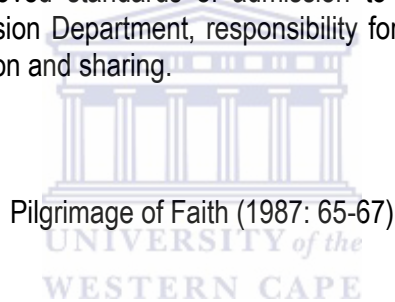 sion Department, responsibility for
on and sharing.
Pilgrimage of Faith (1987: 65-67)
UNIVERSITY of the
WESTERN CAPE